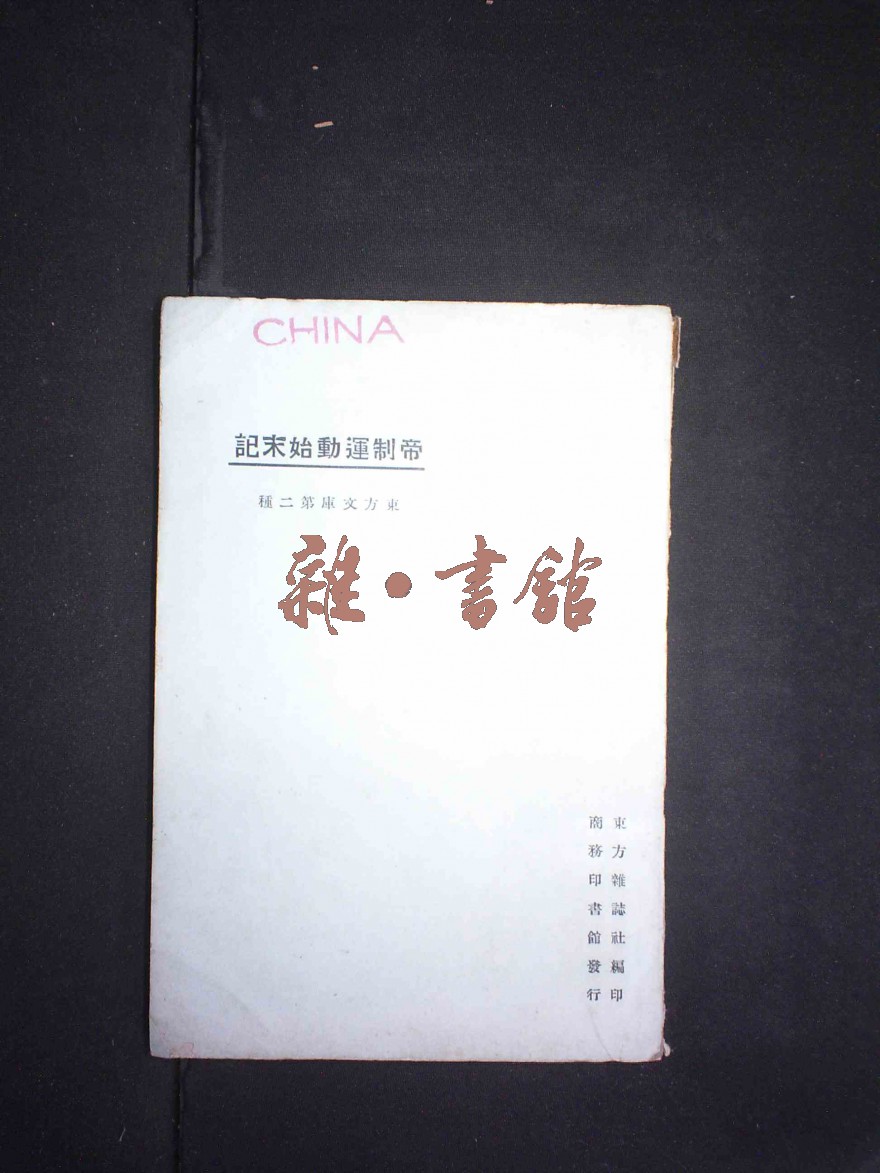 CHINA
帝制運動始末記
東方文庫第二種
雜•書館
東方雜誌社編印
商務印書館發行